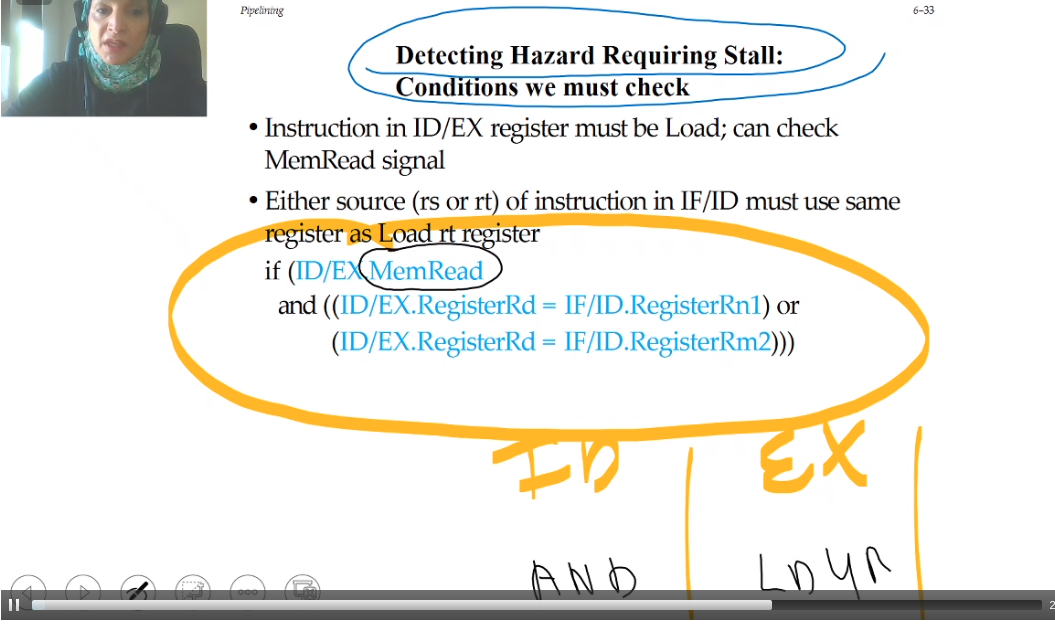 Pipelining
6–33
Detecting Hazard Requiring Stall:
Conditions we must check
• Instruction in ID/EX register must be Load; can check
MemRead signal
• Either source (rs or rt) of instruction in IF/ID must use same
register as Load rt register
if (ID/EX.MemRead
and ((ID/EX.RegisterRd = IF/ID.RegisterRn1) or
(ID/EX.RegisterRd = IF/ID.RegisterRm2)))
ID EX
AND LDUR
2